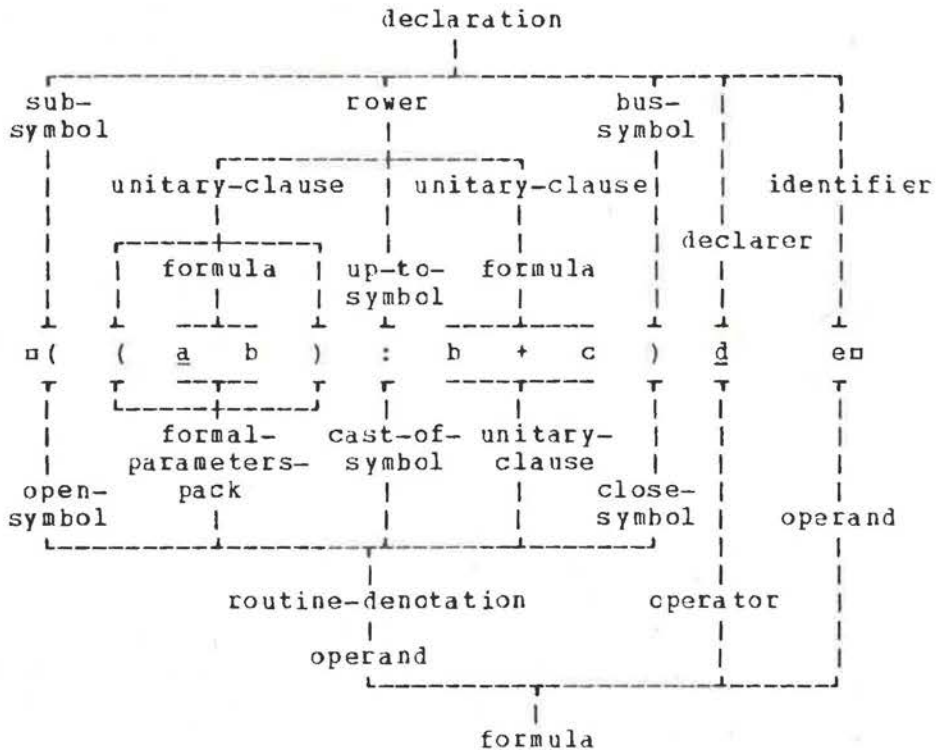 declaration
sub- rower bus-
symbol symbol
unitary-clause unitary-clause identifier
declarer
formula up-to- formula
symbol
¤( ( a b ) : b + c ) d e¤
formal- cast-of- unitary-
parameters- symbol clause
open- pack close-
symbol symbol operand
routine-denotation operator
operand
formula